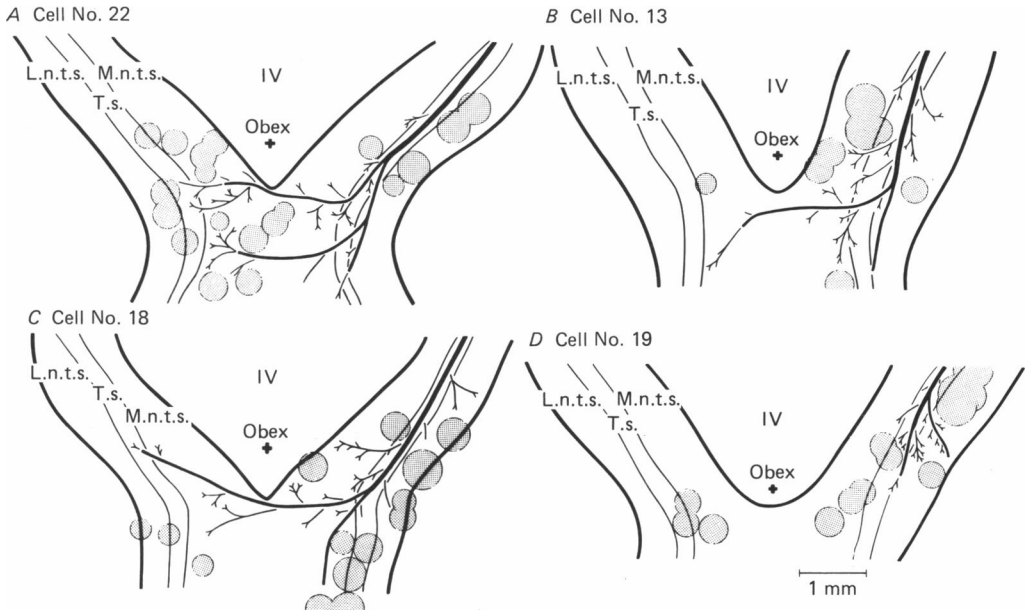 A Cell No. 22
L.n.t.s. M.n.t.s. IV
T.s.
Obex
B Cell No. 13
L.n.t.s. M.n.t.s. IV
T.s.
Obex
C Cell No. 18
L.n.t.s. IV
T.s.
M.n.t.s.
Obex
D Cell No. 19
L.n.t.s. M.n.t.s. IV
T.s.
Obex
1 mm